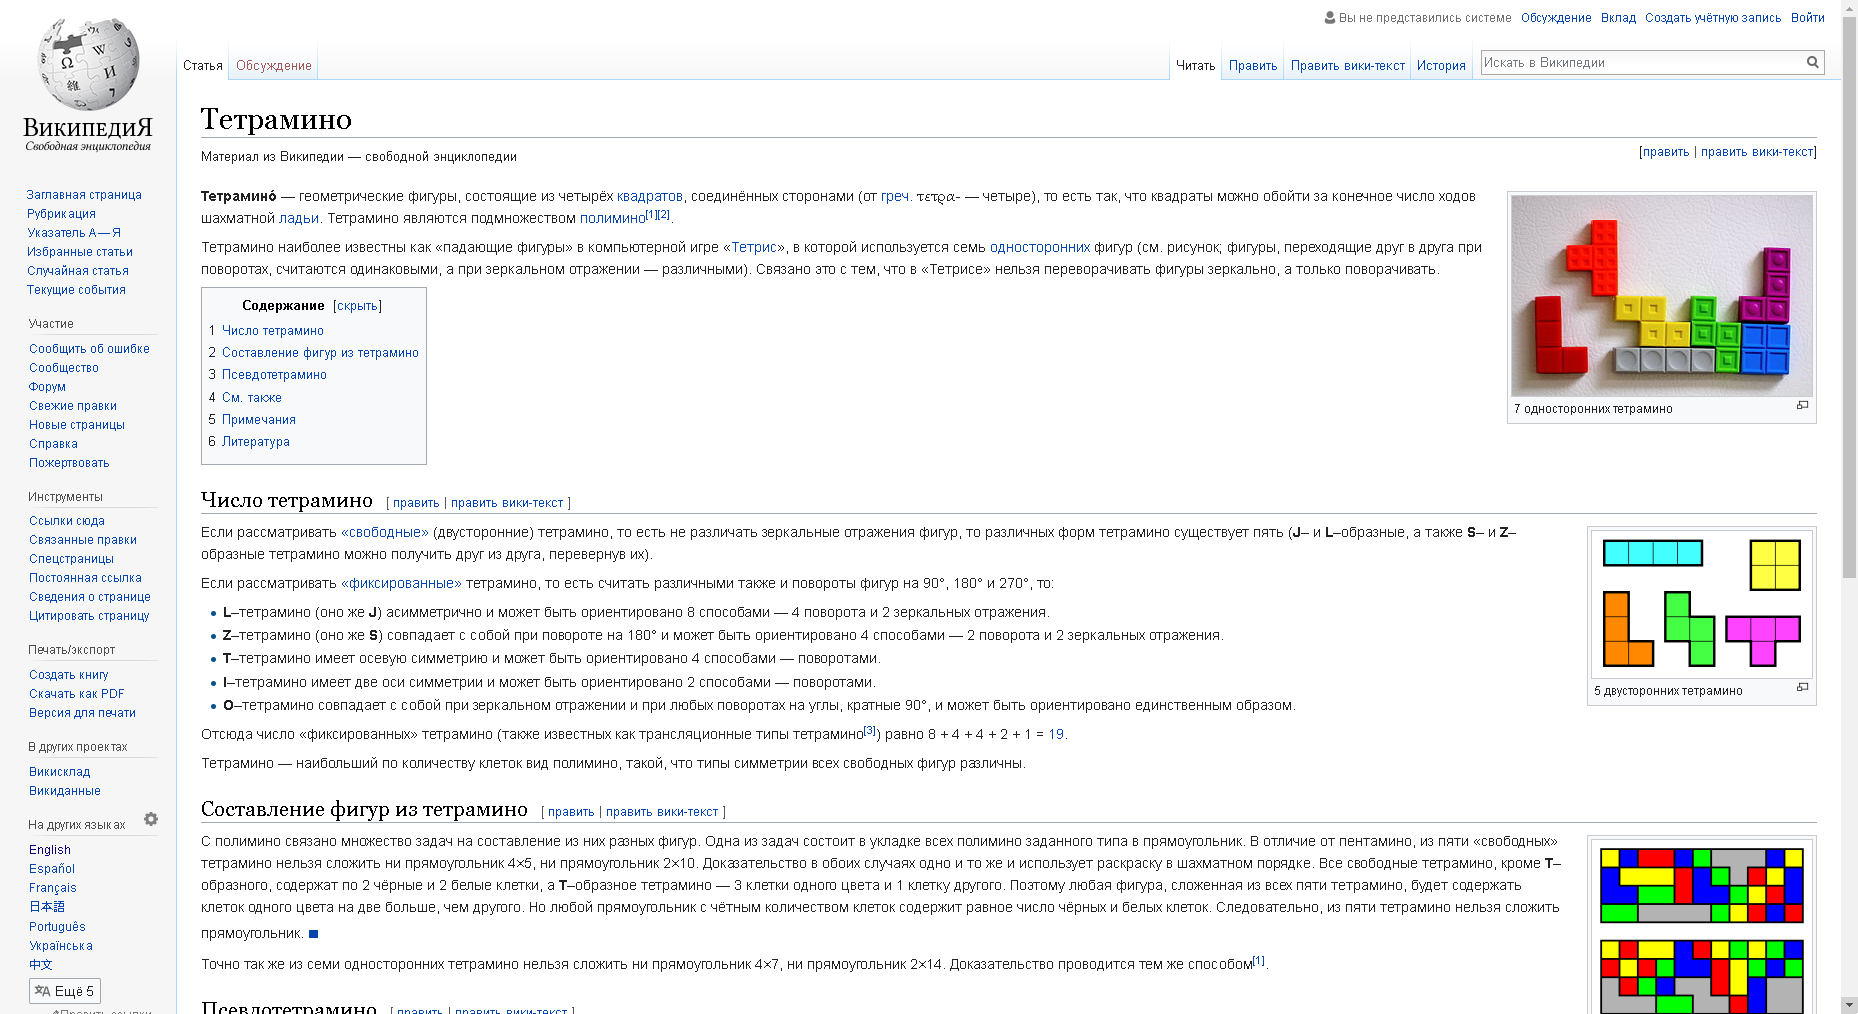 Вы не представились системе Обсуждение Вклад Создать учётную запись Войти
Статья Обсуждение Читать Править Править вики-текст История Искать в Википедии
ВикипедиЯ
Свободная энциклопедия
Заглавная страница
Рубрикация
Указатель А — Я
Избранные статьи
Случайная статья
Текущие события
Участие
Сообщить об ошибке
Сообщество
Форум
Свежие правки
Новые страницы
Справка
Пожертвовать
Инструменты
Ссылки сюда
Связанные правки
Спецстраницы
Постоянная ссылка
Сведения о странице
Цитировать страницу
Печать/экспорт
Создать книгу
Скачать как PDF
Версия для печати
В других проектах
Викисклад
Викиданные
На других языках
English
Español
Français
日本語
Português
Українська
中文
Ещё 5
Править ссылки
Тетрамино
Материал из Википедии — свободной энциклопедии
[править | править вики-текст]
Тетрамино́ — геометрические фигуры, состоящие из четырёх квадратов, соединённых сторонами (от греч. τετρα- — четыре), то есть так, что квадраты можно обойти за конечное число ходов
шахматной ладьи. Тетрамино являются подмножеством полимино[1][2].
Тетрамино наиболее известны как «падающие фигуры» в компьютерной игре «Тетрис», в которой используется семь односторонних фигур (см. рисунок; фигуры, переходящие друг в друга при
поворотах, считаются одинаковыми, а при зеркальном отражении — различными). Связано это с тем, что в «Тетрисе» нельзя переворачивать фигуры зеркально, а только поворачивать.
7 односторонних тетрамино
Содержание [скрыть]
1 Число тетрамино
2 Составление фигур из тетрамино
3 Псевдотетрамино
4 См. также
5 Примечания
6 Литература
Число тетрамино [ править | править вики-текст ]
Если рассматривать «свободные» (двусторонние) тетрамино, то есть не различать зеркальные отражения фигур, то различных форм тетрамино существует пять (J– и L–образные, а также S– и Z–
образные тетрамино можно получить друг из друга, перевернув их).
Если рассматривать «фиксированные» тетрамино, то есть считать различными также и повороты фигур на 90°, 180° и 270°, то:
L–тетрамино (оно же J) асимметрично и может быть ориентировано 8 способами — 4 поворота и 2 зеркальных отражения.
Z–тетрамино (оно же S) совпадает с собой при повороте на 180° и может быть ориентировано 4 способами — 2 поворота и 2 зеркальных отражения.
T–тетрамино имеет осевую симметрию и может быть ориентировано 4 способами — поворотами.
I–тетрамино имеет две оси симметрии и может быть ориентировано 2 способами — поворотами.
O–тетрамино совпадает с собой при зеркальном отражении и при любых поворотах на углы, кратные 90°, и может быть ориентировано единственным образом.
Отсюда число «фиксированных» тетрамино (также известных как трансляционные типы тетрамино[3]) равно 8 + 4 + 4 + 2 + 1 = 19.
Тетрамино — наибольший по количеству клеток вид полимино, такой, что типы симметрии всех свободных фигур различны.
5 двусторонних тетрамино
Составление фигур из тетрамино [ править | править вики-текст ]
С полимино связано множество задач на составление из них разных фигур. Одна из задач состоит в укладке всех полимино заданного типа в прямоугольник. В отличие от пентамино, из пяти «свободных»
тетрамино нельзя сложить ни прямоугольник 4×5, ни прямоугольник 2×10. Доказательство в обоих случаях одно и то же и использует раскраску в шахматном порядке. Все свободные тетрамино, кроме T–
образного, содержат по 2 чёрные и 2 белые клетки, а T–образное тетрамино — 3 клетки одного цвета и 1 клетку другого. Поэтому любая фигура, сложенная из всех пяти тетрамино, будет содержать
клеток одного цвета на две больше, чем другого. Но любой прямоугольник с чётным количеством клеток содержит равное число чёрных и белых клеток. Следовательно, из пяти тетрамино нельзя сложить
прямоугольник. ■
Точно так же из семи односторонних тетрамино нельзя сложить ни прямоугольник 4×7, ни прямоугольник 2×14. Доказательство проводится тем же способом[1].
Псевдотетрамино [ править | править вики-текст ]